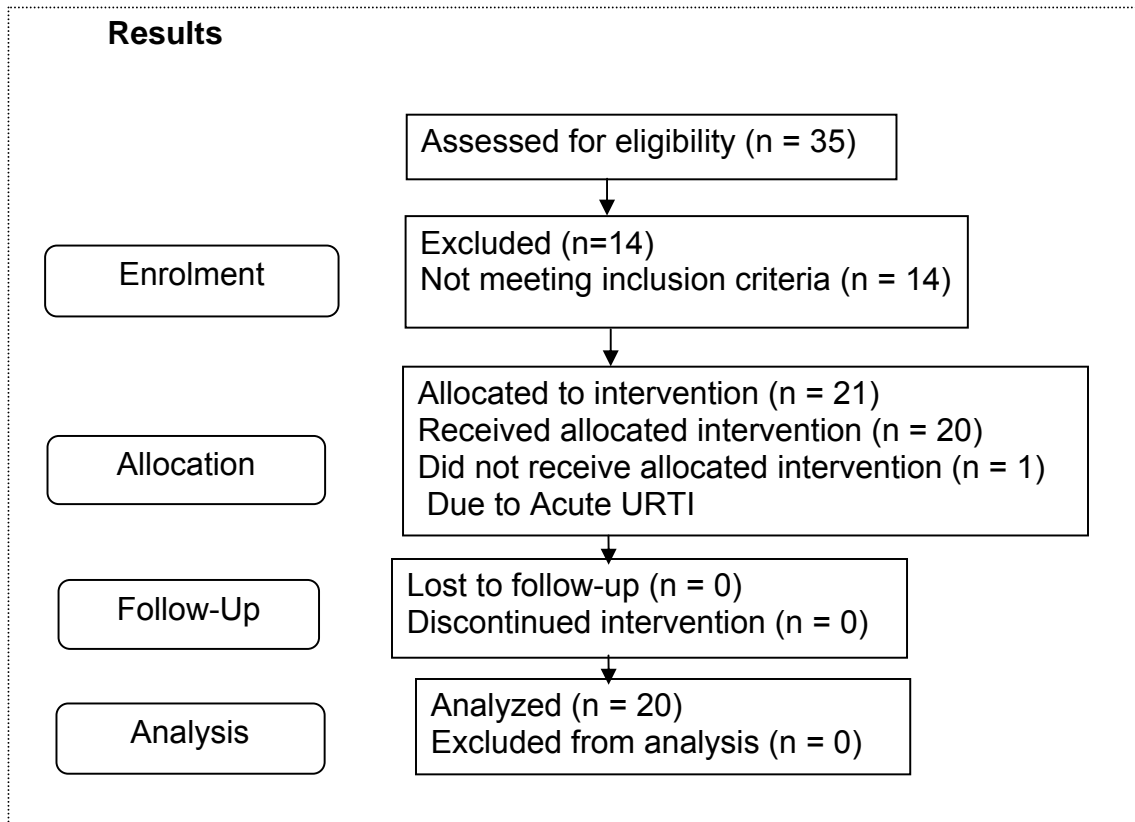 Results
Assessed for eligibility (n = 35)
Enrolment
Excluded (n=14)
Not meeting inclusion criteria (n = 14)
Allocation
Allocated to intervention (n = 21)
Received allocated intervention (n = 20)
Did not receive allocated intervention (n = 1)
Due to Acute URTI
Follow-Up
Lost to follow-up (n = 0)
Discontinued intervention (n = 0)
Analysis
Analyzed (n = 20)
Excluded from analysis (n = 0)